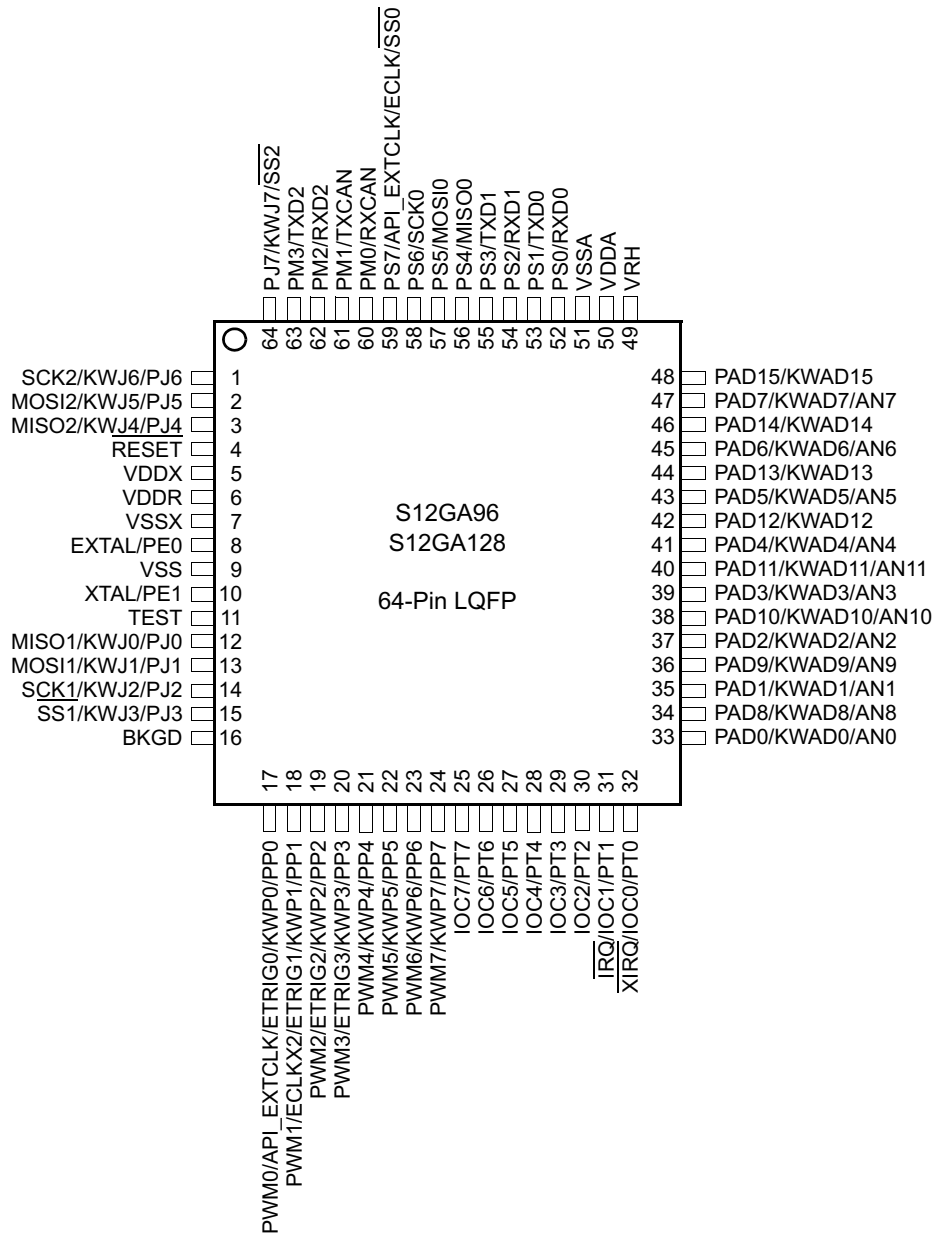 PJ7/KWJ7/SS2
PM3/TXD2
PM2/RXD2
PM1/TXCAN
PM0/RXCAN
PS7/API_EXTCLK/ECLK/SS0
PS6/SCK0
PS5/MOSI0
PS4/MISO0
PS3/TXD1
PS2/RXD1
PS1/TXD0
PS0/RXD0
VSSA
VDDA
VRH
64
63
62
61
60
59
58
57
56
55
54
53
52
51
50
49
SCK2/KWJ6/PJ6 1
MOSI2/KWJ5/PJ5 2
MISO2/KWJ4/PJ4 3
RESET 4
VDDX 5
VDDR 6
VSSX 7
EXTAL/PE0 8
VSS 9
XTAL/PE1 10
TEST 11
MISO1/KWJ0/PJ0 12
MOSI1/KWJ1/PJ1 13
SCK1/KWJ2/PJ2 14
SS1/KWJ3/PJ3 15
BKGD 16
S12GA96
S12GA128
64-Pin LQFP
48 PAD15/KWAD15
47 PAD7/KWAD7/AN7
46 PAD14/KWAD14
45 PAD6/KWAD6/AN6
44 PAD13/KWAD13
43 PAD5/KWAD5/AN5
42 PAD12/KWAD12
41 PAD4/KWAD4/AN4
40 PAD11/KWAD11/AN11
39 PAD3/KWAD3/AN3
38 PAD10/KWAD10/AN10
37 PAD2/KWAD2/AN2
36 PAD9/KWAD9/AN9
35 PAD1/KWAD1/AN1
34 PAD8/KWAD8/AN8
33 PAD0/KWAD0/AN0
17
18
19
20
21
22
23
24
25
26
27
28
29
30
31
32
PWM0/API_EXTCLK/ETRIG0/KWP0/PP0
PWM1/ECLKX2/ETRIG1/KWP1/PP1
PWM2/ETRIG2/KWP2/PP2
PWM3/ETRIG3/KWP3/PP3
PWM4/KWP4/PP4
PWM5/KWP5/PP5
PWM6/KWP6/PP6
PWM7/KWP7/PP7
IOC7/PT7
IOC6/PT6
IOC5/PT5
IOC4/PT4
IOC3/PT3
IOC2/PT2
IRQ/IOC1/PT1
XIRQ/IOC0/PT0